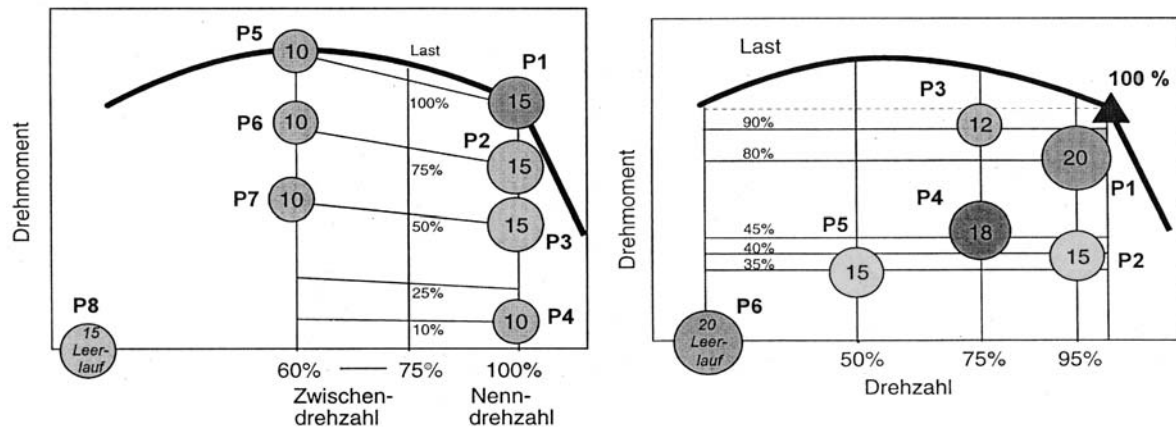 P5
10
Last
P1
100%
15
P6
10
P2
75%
15
P7
10
50%
15
P3
25%
P8
15
Leer-
lauf
10%
10
P4
60%
75%
100%
Zwischen-
drehzahl
Nenn-
drehzahl
Drehmoment
Last
100 %
P3
90%
12
80%
20
P1
P4
P5
45%
18
40%
35%
15
15
P2
P6
20
Leer-
lauf
50%
75%
95%
Drehzahl
Drehmoment